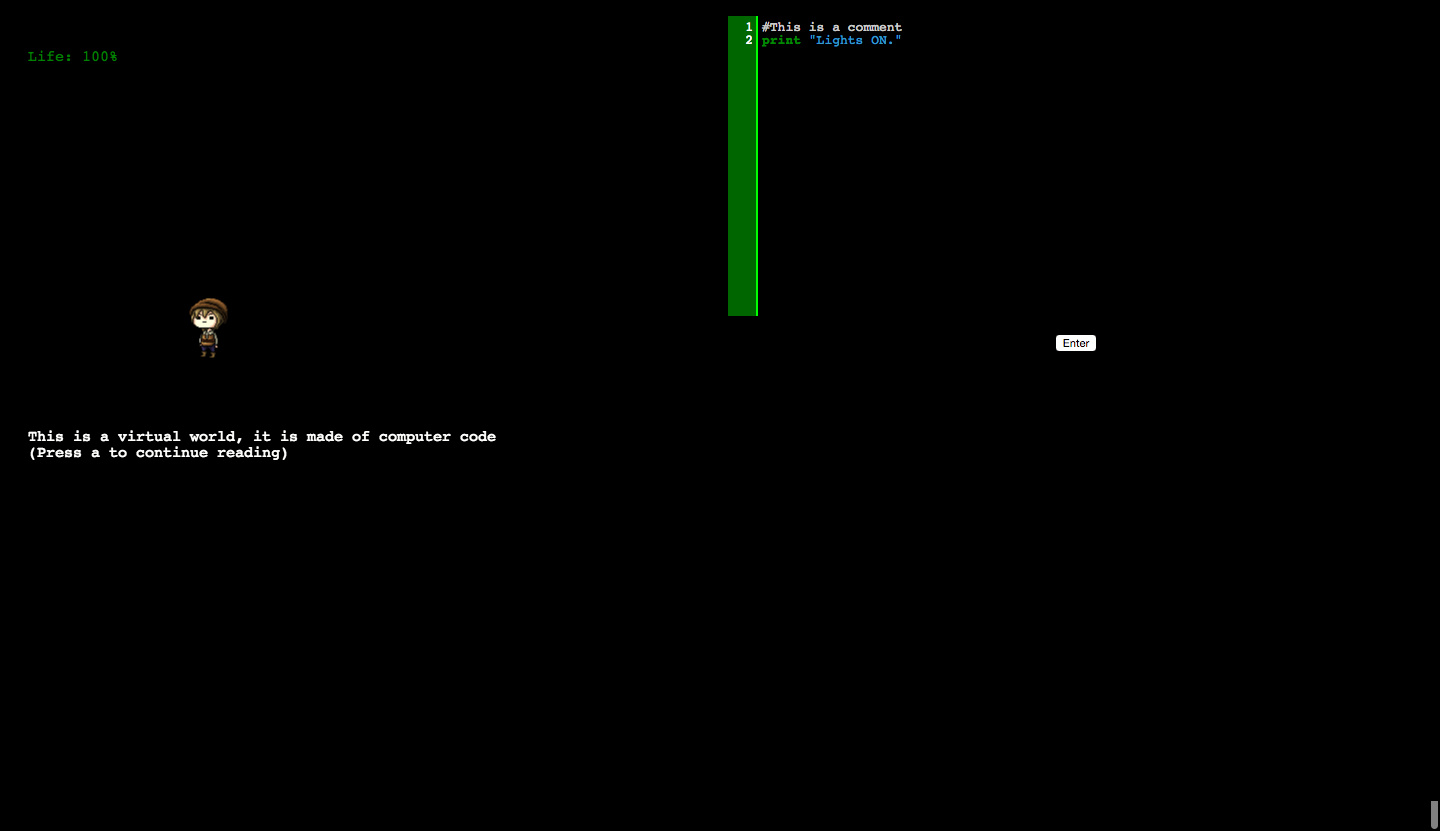 Life: 100%
This is a virtual world, it is made of computer code
(Press a to continue reading)
1 #This is a comment
2 print "Lights ON."
Enter